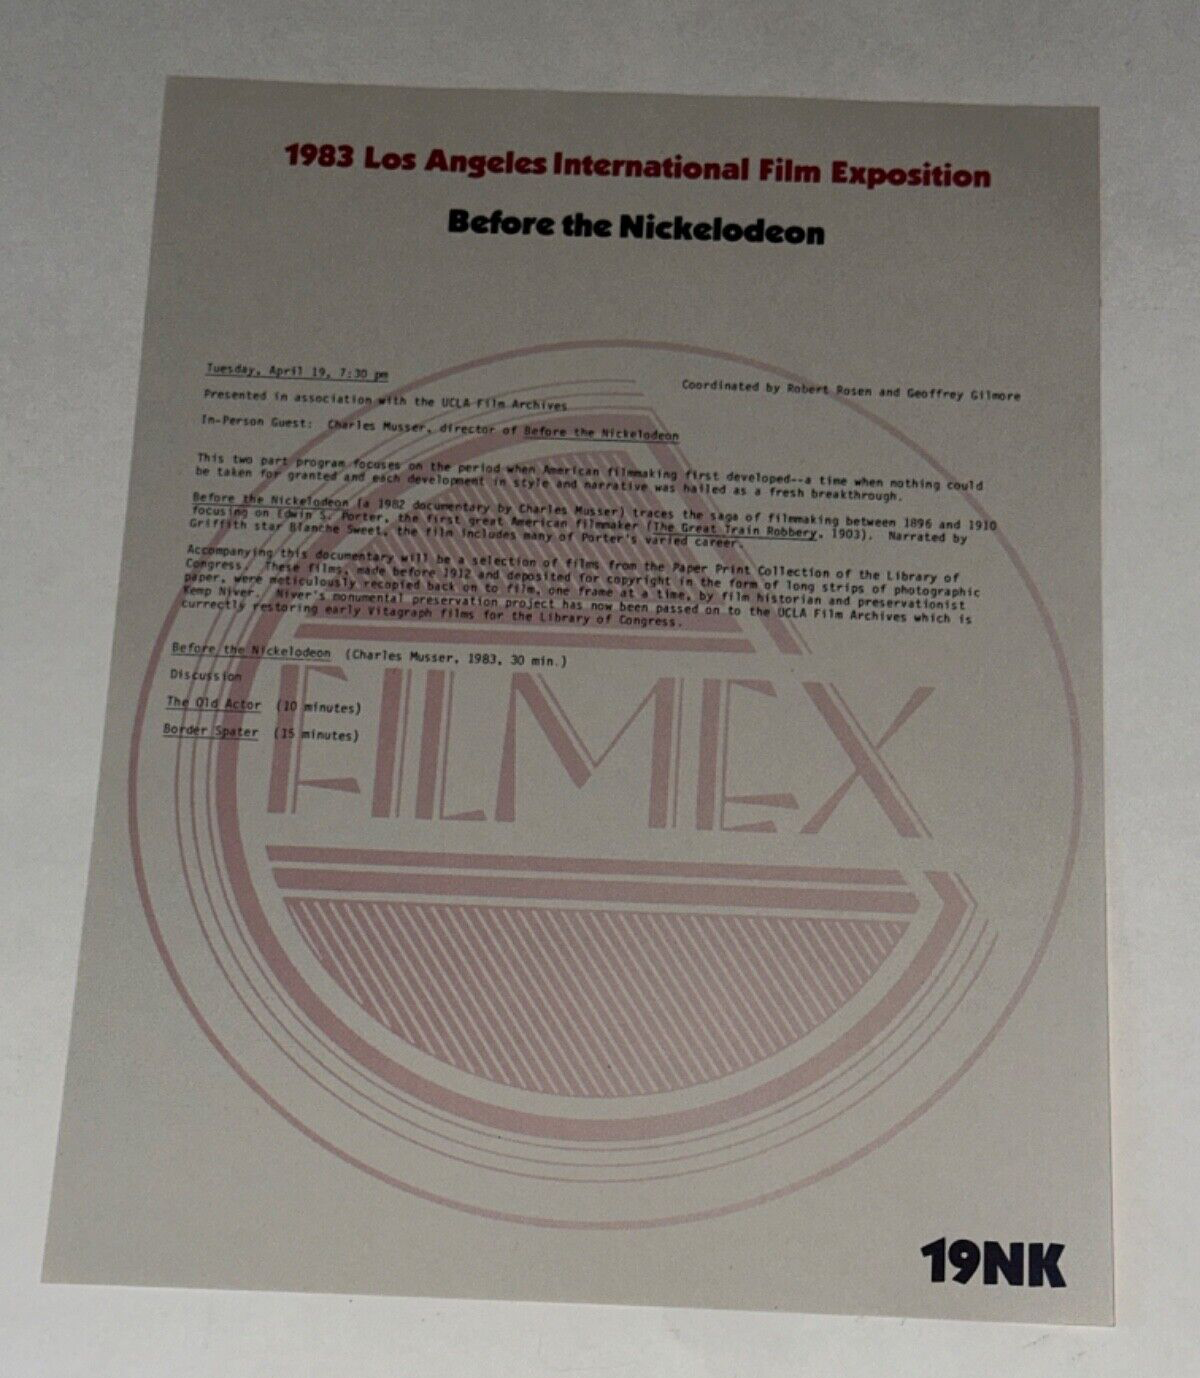 1983 Los Angeles International Film Exposition
Before the Nickelodeon
Tuesday, April 19, 7:30 pm
Coordinated by Robert Rosen and Geoffrey Gilmore
Presented in association with the UCLA Film Archives
In-Person Guest: Charles Musser, director of Before the Nickelodeon
This two part program focuses on the period when American filmmaking first developed--a time when nothing could
be taken for granted and each development in style and narrative was hailed as a fresh breakthrough.
Before the Nickelodeon (a 1982 documentary by Charles Musser) traces the saga of filmmaking between 1896 and 1910
focusing on Edwin S. Porter, the first great American filmmaker (The Great Train Robbery, 1903). Narrated by
Griffith star Blanche Sweet, the film includes many of Porter's varied career.
Accompanying this documentary will be a selection of films from the Paper Print Collection of the Library of
Congress. These films, made before 1912 and deposited for copyright in the form of long strips of photographic
paper, were meticulously recopied back on to film, one frame at a time, by film historian and preservationist
Kemp Niver. Niver's monumental preservation project has now been passed on to the UCLA Film Archives which is
currectly restoring early Vitagraph films for the Library of Congress.
Before the Nickelodeon (Charles Musser, 1983, 30 min.)
Discussion
The Old Actor (10 minutes)
Border Spater (15 minutes)
FILMEX
19NK